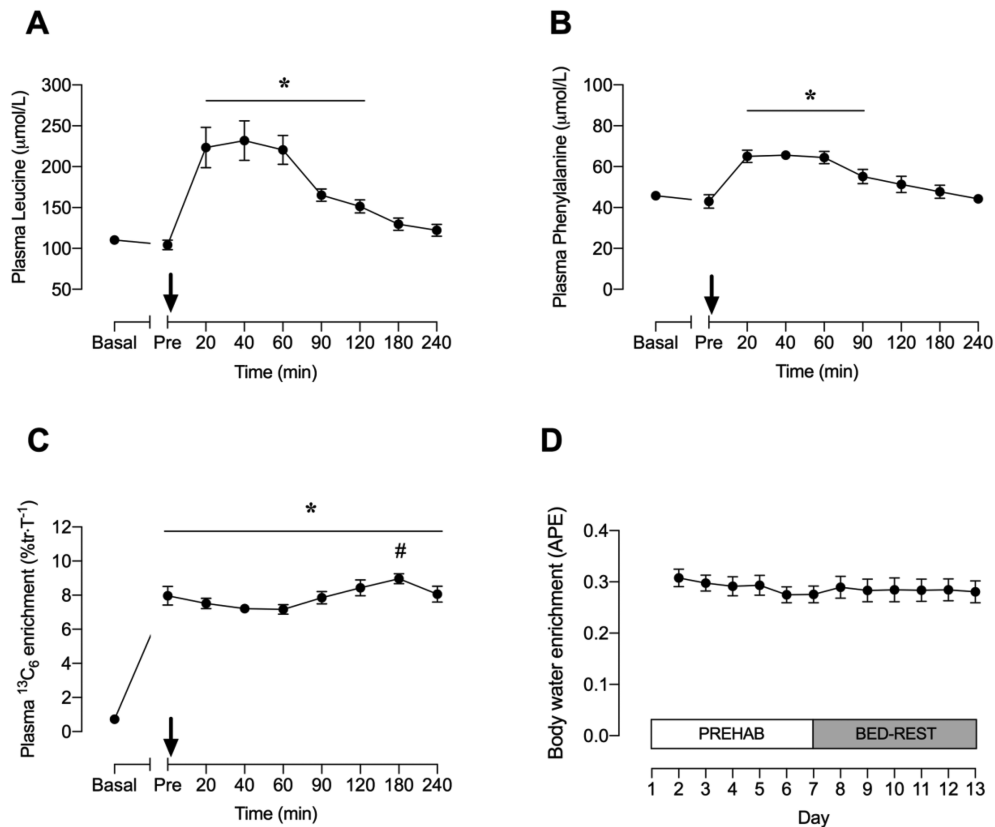 A
Plasma Leucine (μmol/L)
300
250
200
150
100
50
*
Basal Pre 20 40 60 90 120 180 240
Time (min)
B
Plasma Phenylalanine (μmol/L)
100
80
60
40
20
0
*
Basal Pre 20 40 60 90 120 180 240
Time (min)
C
Plasma ¹³C₆ enrichment (%tr·T⁻¹)
12
10
8
6
4
2
0
*
#
Basal Pre 20 40 60 90 120 180 240
Time (min)
D
Body water enrichment (APE)
0.4
0.3
0.2
0.1
0.0
PREHAB BED-REST
1 2 3 4 5 6 7 8 9 10 11 12 13
Day